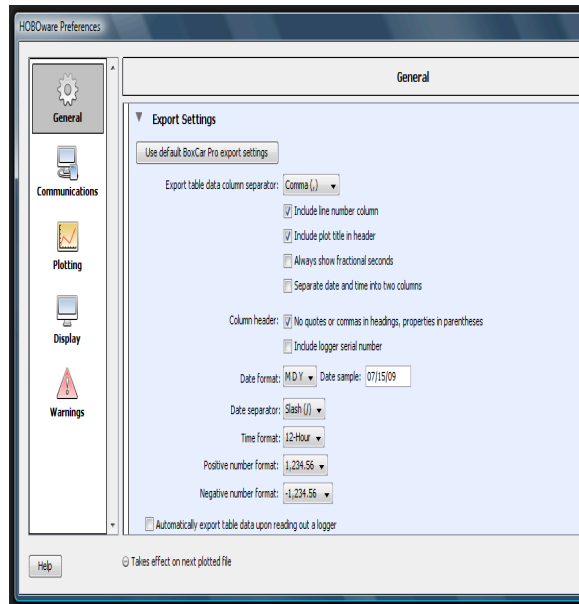 HOBOware Preferences
General
General
Export Settings
Use default BoxCar Pro export settings
Export table data column separator: Comma (,)
Include line number column
Include plot title in header
Always show fractional seconds
Separate date and time into two columns
Communications
Plotting
Display
Warnings
Column header: No quotes or commas in headings, properties in parentheses
Include logger serial number
Date format: M D Y Date sample: 07/15/09
Date separator: Slash (/)
Time format: 12-Hour
Positive number format: 1,234.56
Negative number format: -1,234.56
Automatically export table data upon reading out a logger
Help
Takes effect on next plotted file